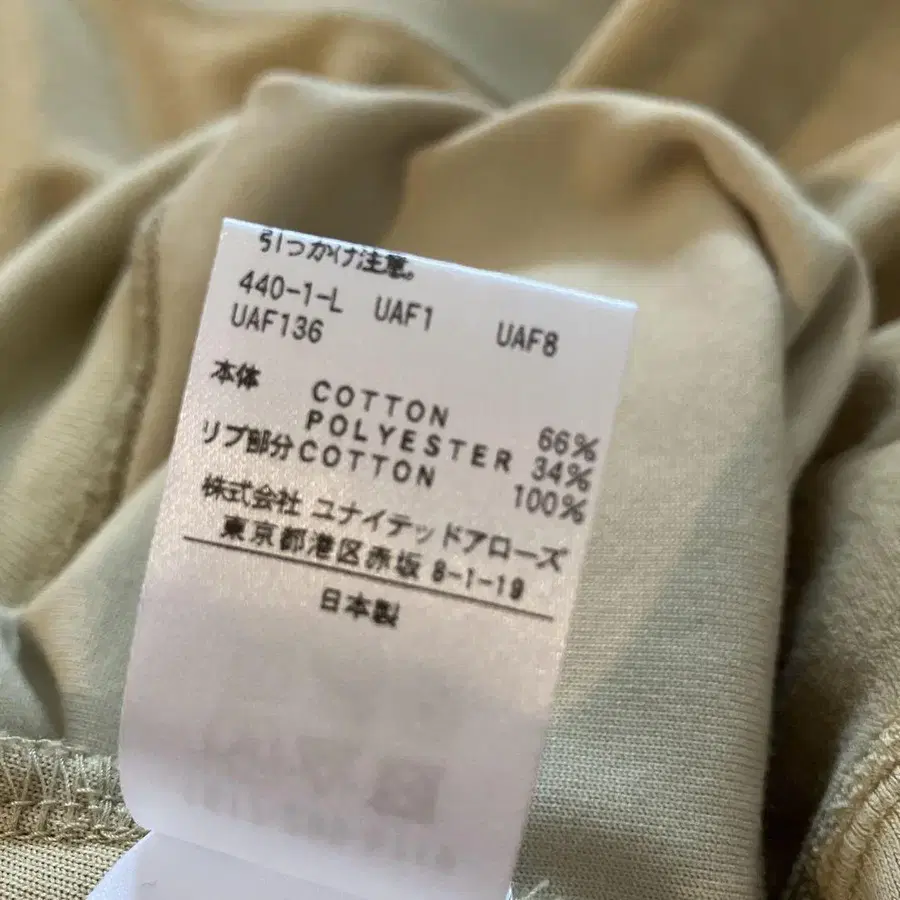 引っかけ注意。
440-1-L UAF1 UAF8
UAF136
本体 COTTON 66%
POLYESTER 34%
リブ部分 COTTON 100%
株式会社 ユナイテッドアローズ
東京都港区赤坂 8-1-19
日本製